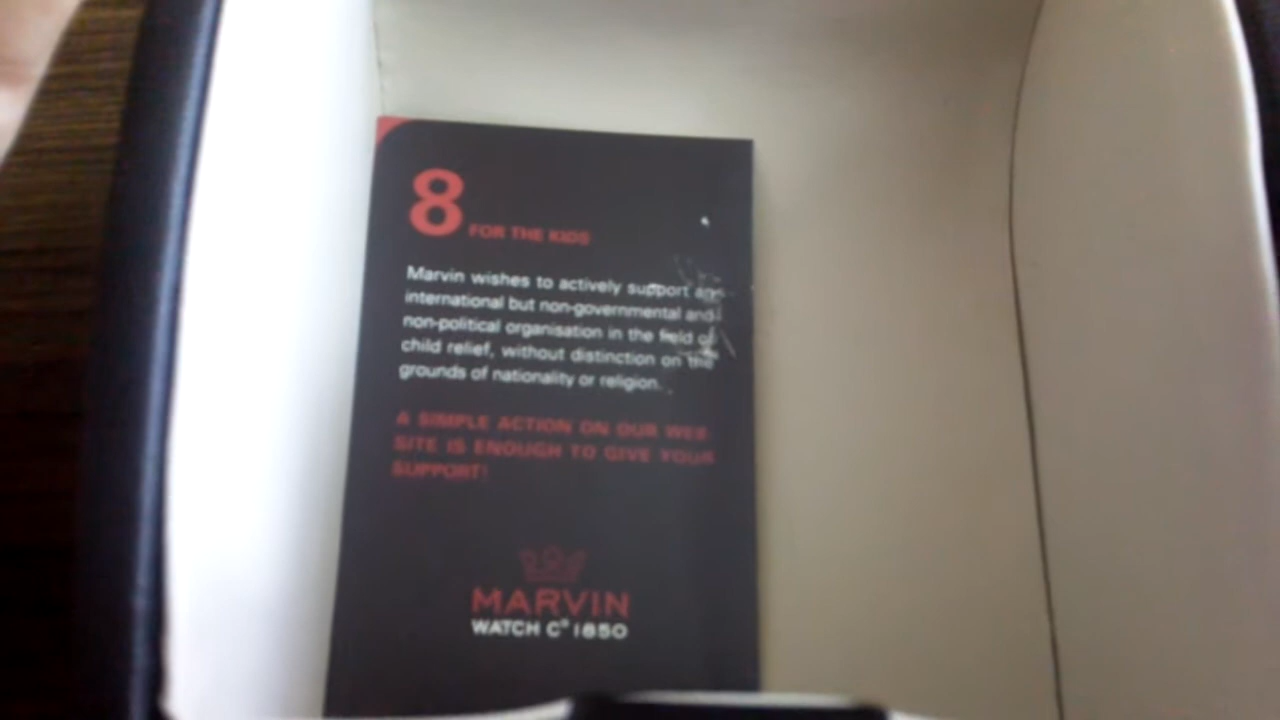 8 FOR THE KIDS
Marvin wishes to actively support an
international but non-governmental and
non-political organisation in the field of
child relief, without distinction on the
grounds of nationality or religion.
A SIMPLE ACTION ON OUR WEB-
SITE IS ENOUGH TO GIVE YOUR
SUPPORT!
MARVIN
WATCH Cº 1850